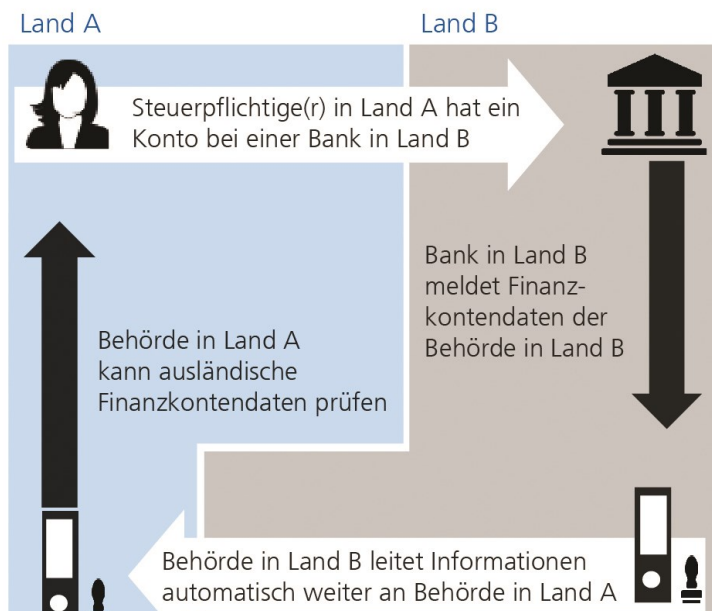 Land A
Land B
Steuerpflichtige(r) in Land A hat ein
Konto bei einer Bank in Land B
Bank in Land B
meldet Finanz-
kontendaten der
Behörde in Land B
Behörde in Land A
kann ausländische
Finanzkontendaten prüfen
Behörde in Land B leitet Informationen
automatisch weiter an Behörde in Land A